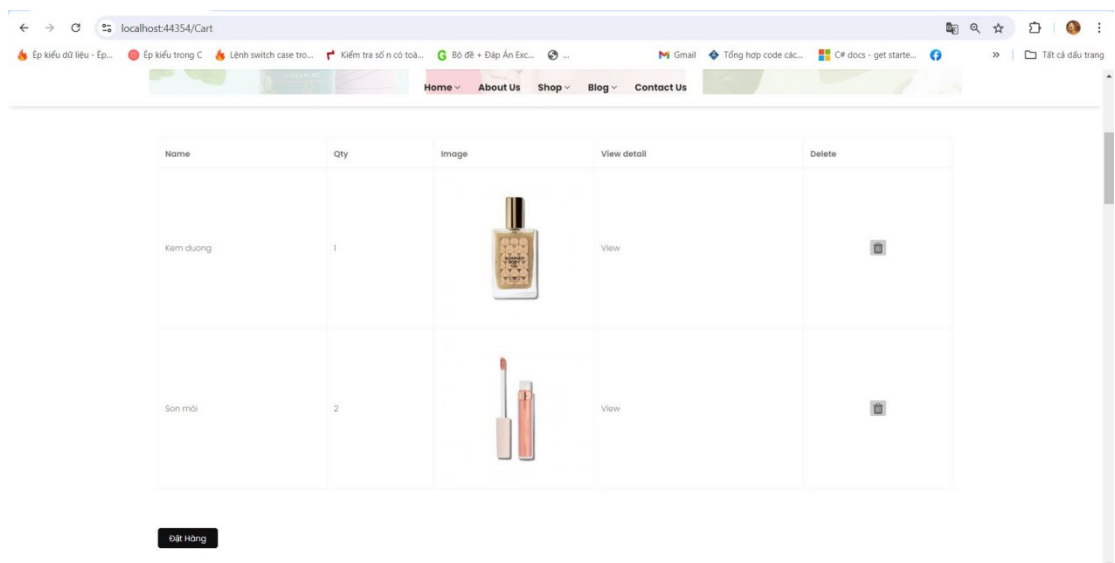 localhost:44354/Cart
Ép kiểu dữ liệu - Ép... Ép kiểu trong C Lệnh switch case tro... Kiểm tra số n có toà... Bộ đề + Đáp Án Exc... ... Gmail Tổng hợp code các... C# docs - get starte... » Tất cả dấu trang
Home About Us Shop Blog Contact Us
Name Qty Image View detail Delete
Kem duong 1 View
Son môi 2 View
Đặt Hàng